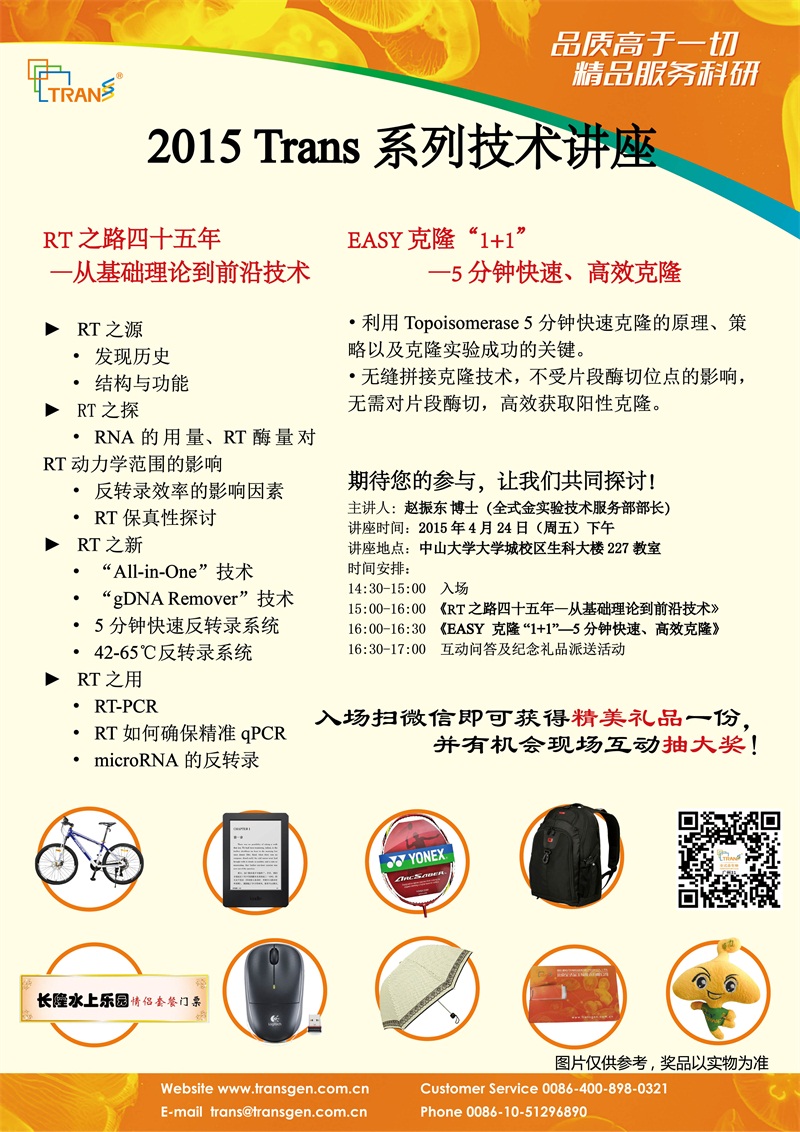 品质高于一切
精品服务科研
TRANS®
2015 Trans 系列技术讲座
RT 之路四十五年
—从基础理论到前沿技术
► RT 之源
• 发现历史
• 结构与功能
► RT 之探
• RNA 的用量、RT 酶量对
RT 动力学范围的影响
• 反转录效率的影响因素
• RT 保真性探讨
► RT 之新
• “All-in-One”技术
• “gDNA Remover”技术
• 5 分钟快速反转录系统
• 42-65℃反转录系统
► RT 之用
• RT-PCR
• RT 如何确保精准 qPCR
• microRNA 的反转录
EASY 克隆“1+1”
—5 分钟快速、高效克隆
• 利用 Topoisomerase 5 分钟快速克隆的原理、策
略以及克隆实验成功的关键。
• 无缝拼接克隆技术，不受片段酶切位点的影响，
无需对片段酶切，高效获取阳性克隆。
期待您的参与，让我们共同探讨！
主讲人：赵振东 博士（全式金实验技术服务部部长）
讲座时间：2015 年 4 月 24 日（周五）下午
讲座地点：中山大学大学城校区生科大楼 227 教室
时间安排：
14:30-15:00 入场
15:00-16:00 《RT 之路四十五年—从基础理论到前沿技术》
16:00-16:30 《EASY 克隆“1+1”—5 分钟快速、高效克隆》
16:30-17:00 互动问答及纪念礼品派送活动
入场扫微信即可获得精美礼品一份，
并有机会现场互动抽大奖！
YONEX
ARCSABER
TRANS
长隆水上乐园情侣套餐门票
Logitech
图片仅供参考，奖品以实物为准
Website www.transgen.com.cn
Customer Service 0086-400-898-0321
E-mail trans@transgen.com.cn
Phone 0086-10-51296890